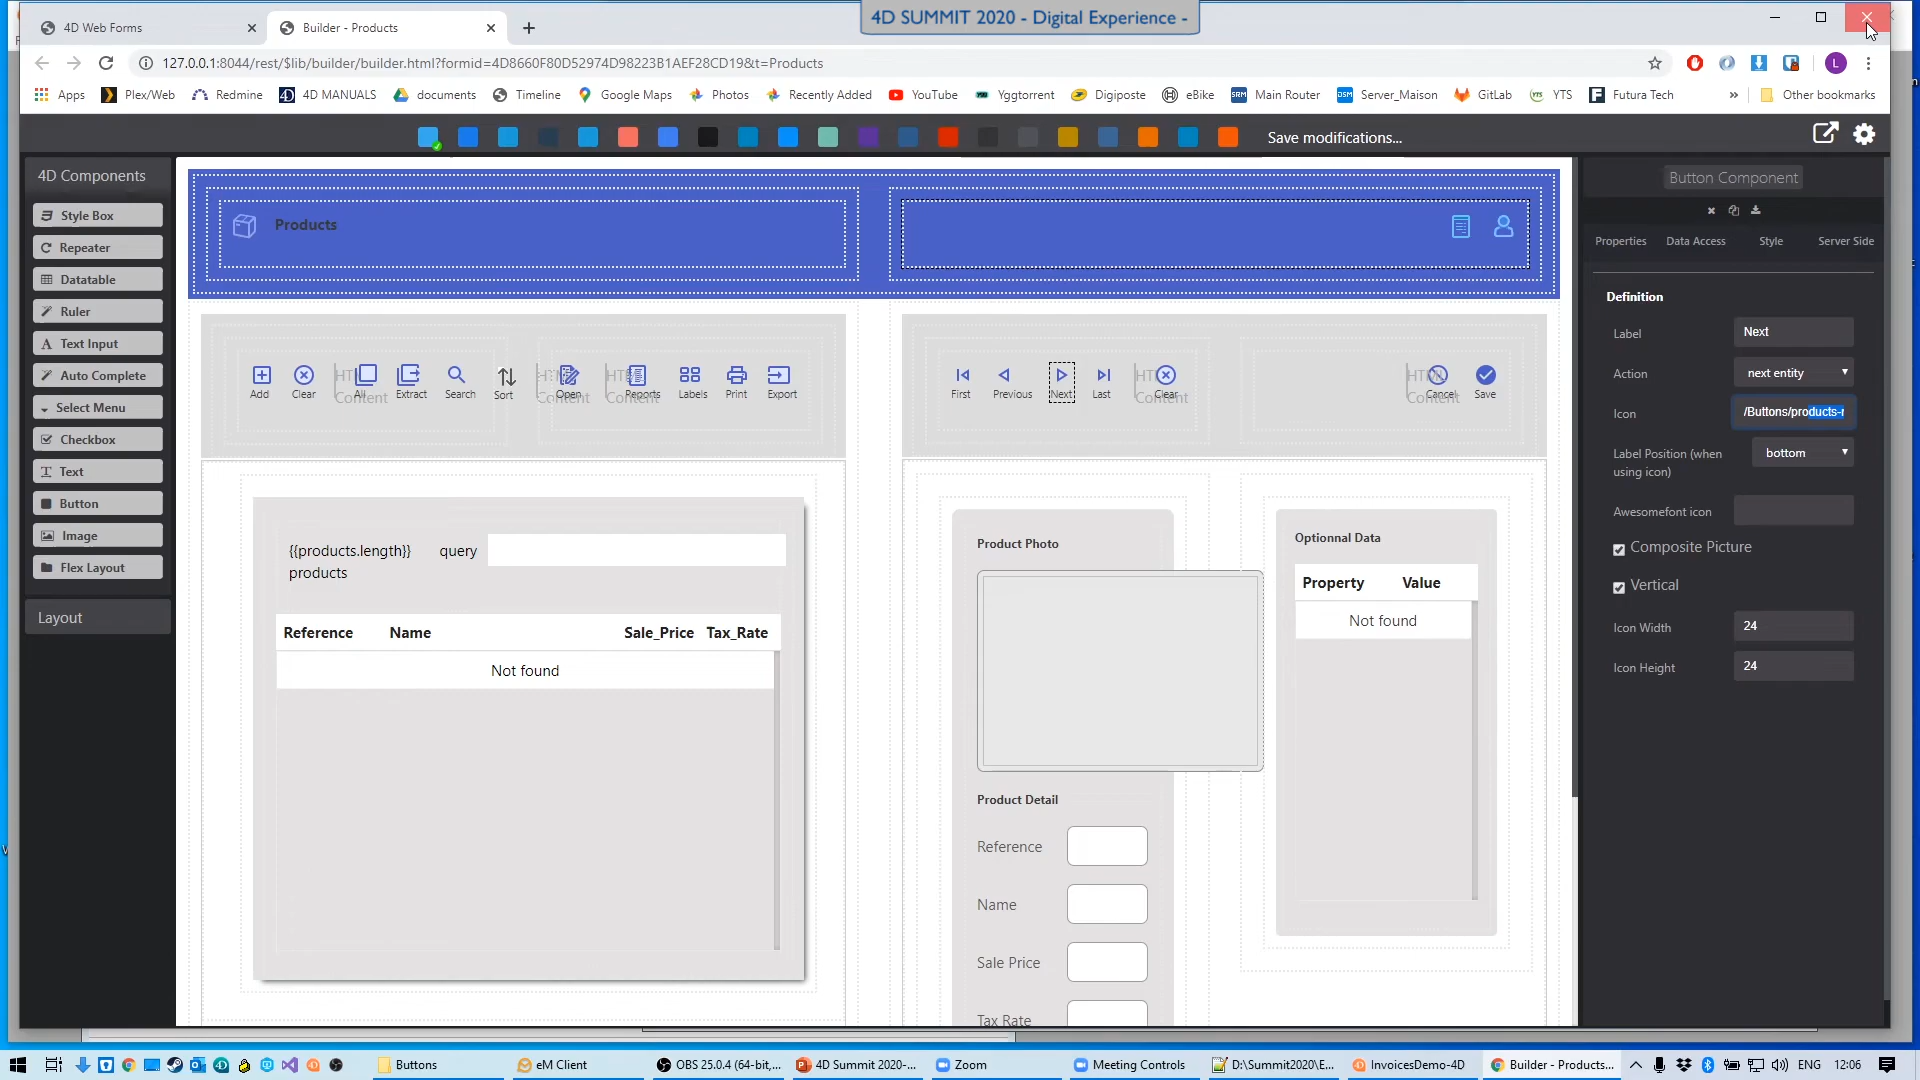 4D SUMMIT 2020 - Digital Experience -
4D Web Forms
Builder - Products
127.0.0.1:8044/rest/$lib/builder/builder.html?formid=4D8660F80D52974D98223B1AEF28CD19&t=Products
Apps
Plex/Web
Redmine
4D MANUALS
documents
Timeline
Google Maps
Photos
Recently Added
YouTube
Yggtorrent
Digiposte
eBike
Main Router
Server_Maison
GitLab
YTS
Futura Tech
»
Other bookmarks
Save modifications...
4D Components
Style Box
Repeater
Datatable
Ruler
Text Input
Auto Complete
Select Menu
Checkbox
Text
Button
Image
Flex Layout
Layout
Products
Add
Clear
HTML Content
All
Extract
Search
Sort
Open
Content
Reports
Content
Labels
Print
Export
First
Previous
Next
Last
Clear
Content
Cancel
Content
Save
{{products.length}}
products
query
Reference Name Sale_Price Tax_Rate
Not found
Product Photo
Product Detail
Reference
Name
Sale Price
Tax Rate
Optionnal Data
Property Value
Not found
Button Component
Properties Data Access Style Server Side
Definition
Label Next
Action next entity
Icon /Buttons/products-r
Label Position (when
using icon) bottom
Awesomefont icon
Composite Picture
Vertical
Icon Width 24
Icon Height 24
Buttons
eM Client
OBS 25.0.4 (64-bit,...
4D Summit 2020-...
Zoom
Meeting Controls
D:\Summit2020\E...
InvoicesDemo-4D
Builder - Products...
ENG
12:06